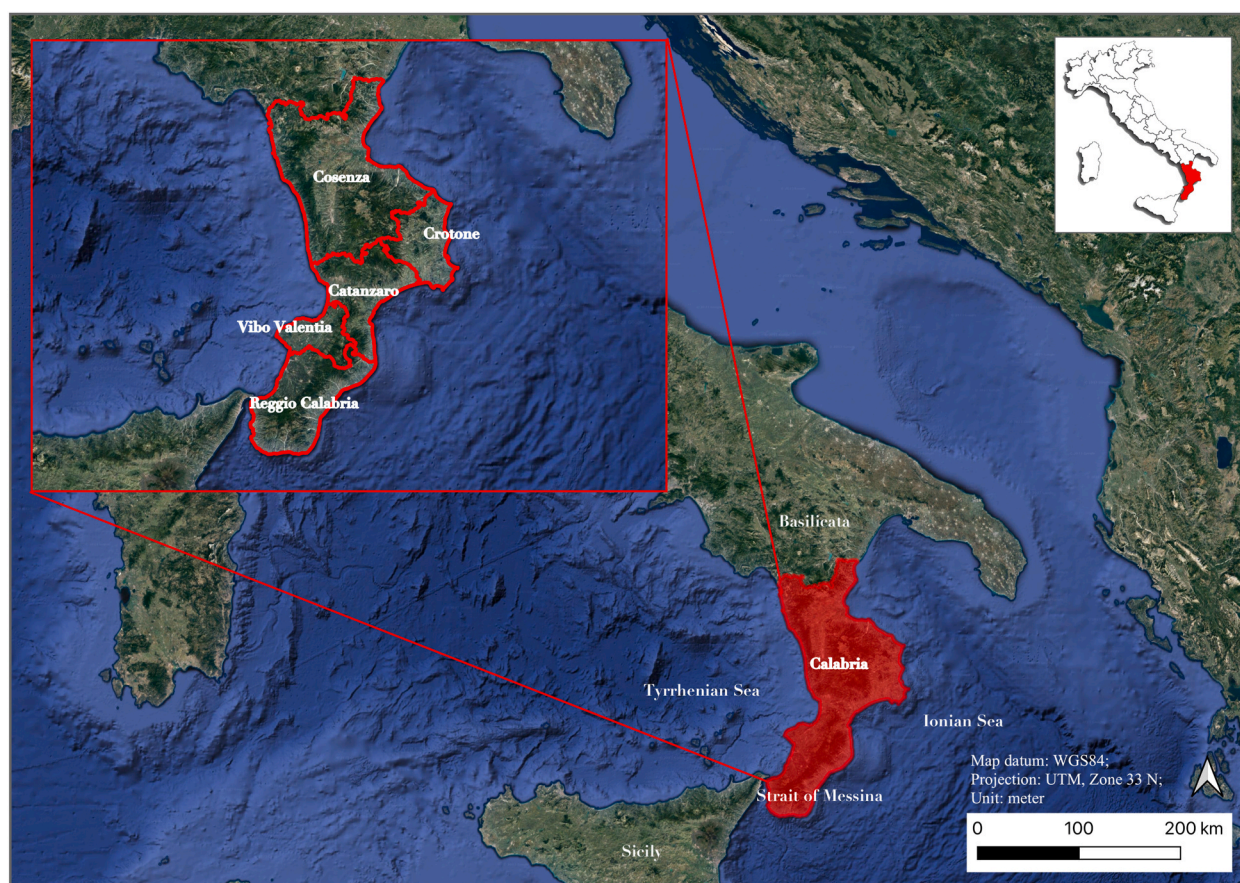 Cosenza
Crotone
Catanzaro
Vibo Valentia
Reggio Calabria
Basilicata
Calabria
Tyrrhenian Sea
Ionian Sea
Strait of Messina
Sicily
Map datum: WGS84;
Projection: UTM, Zone 33 N;
Unit: meter
0 100 200 km